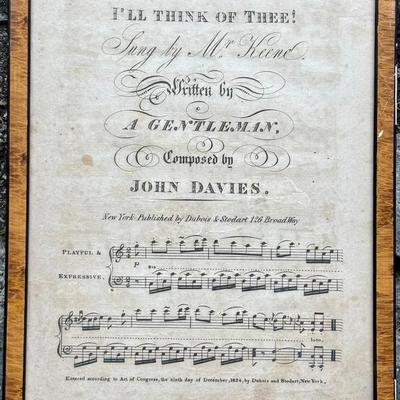 I'LL THINK OF THEE!
Sung by Mr. Keene.
Written by
A GENTLEMAN,
Composed by
JOHN DAVIES.
New York Published by Dubois & Stodart 126 BroadWay
PLAYFUL &
EXPRESSIVE.
p
loco.
Entered according to Act of Congress, the ninth day of December, 1824, by Dubois and Stodart, New York,